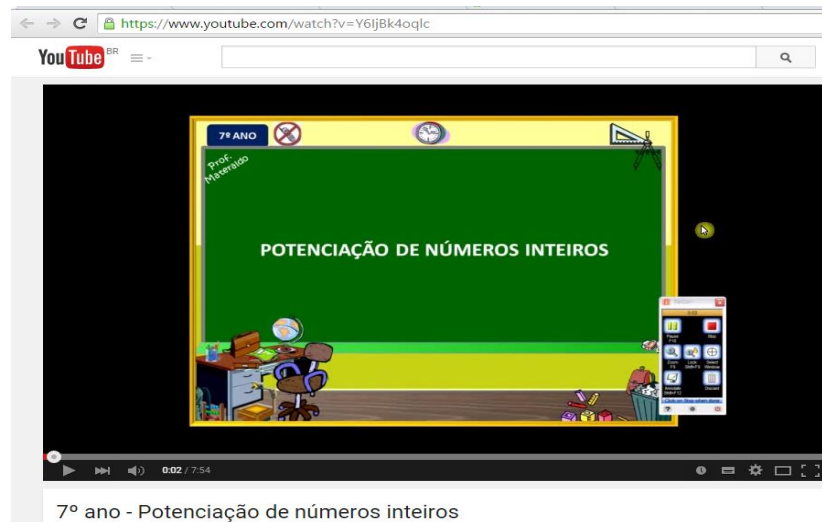 https://www.youtube.com/watch?v=Y6IjBk4oqlc
YouTube BR
7º ANO
Prof.
Materaldo
POTENCIAÇÃO DE NÚMEROS INTEIROS
0:02 / 7:54
7º ano - Potenciação de números inteiros